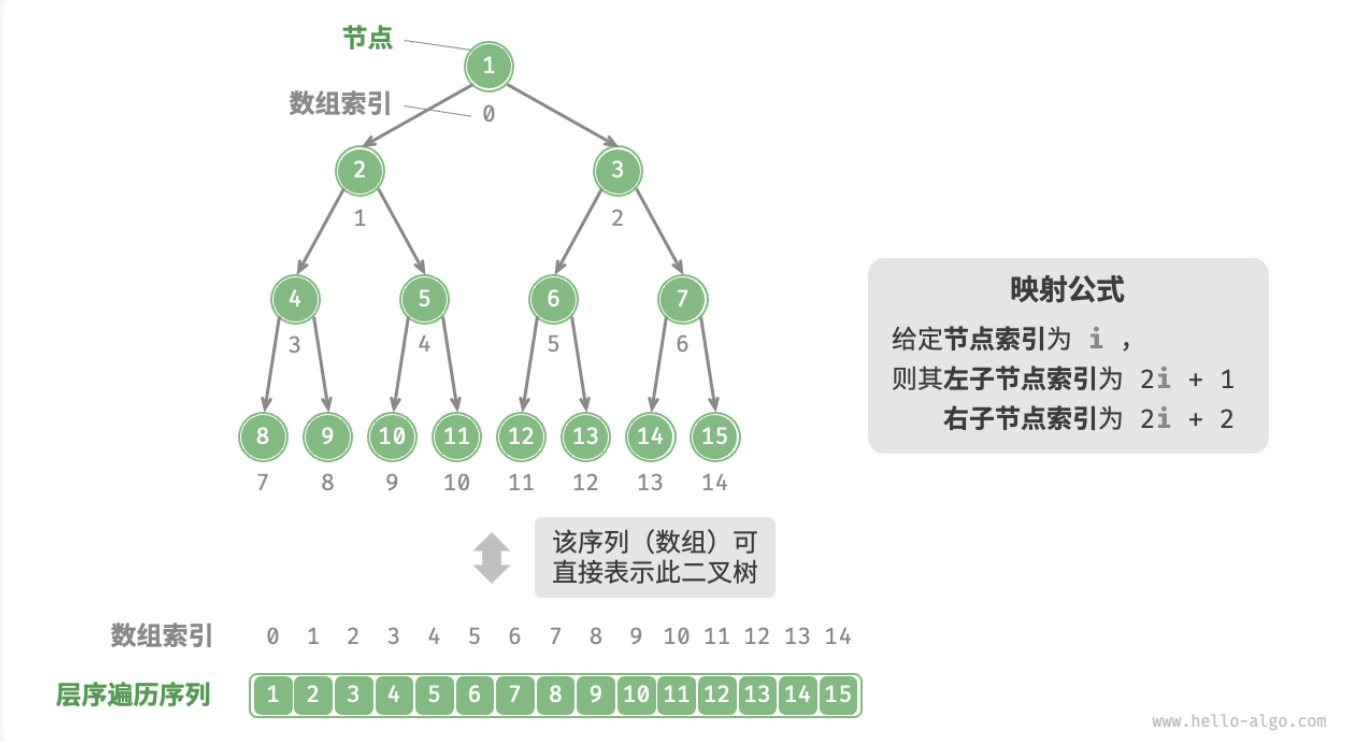 节点
1
数组索引
0
2 3
1 2
4 5 6 7
3 4 5 6
8 9 10 11 12 13 14 15
7 8 9 10 11 12 13 14
映射公式
给定节点索引为 i ，
则其左子节点索引为 2i + 1
右子节点索引为 2i + 2
该序列（数组）可
直接表示此二叉树
数组索引 0 1 2 3 4 5 6 7 8 9 10 11 12 13 14
层序遍历序列 1 2 3 4 5 6 7 8 9 10 11 12 13 14 15
www.hello-algo.com